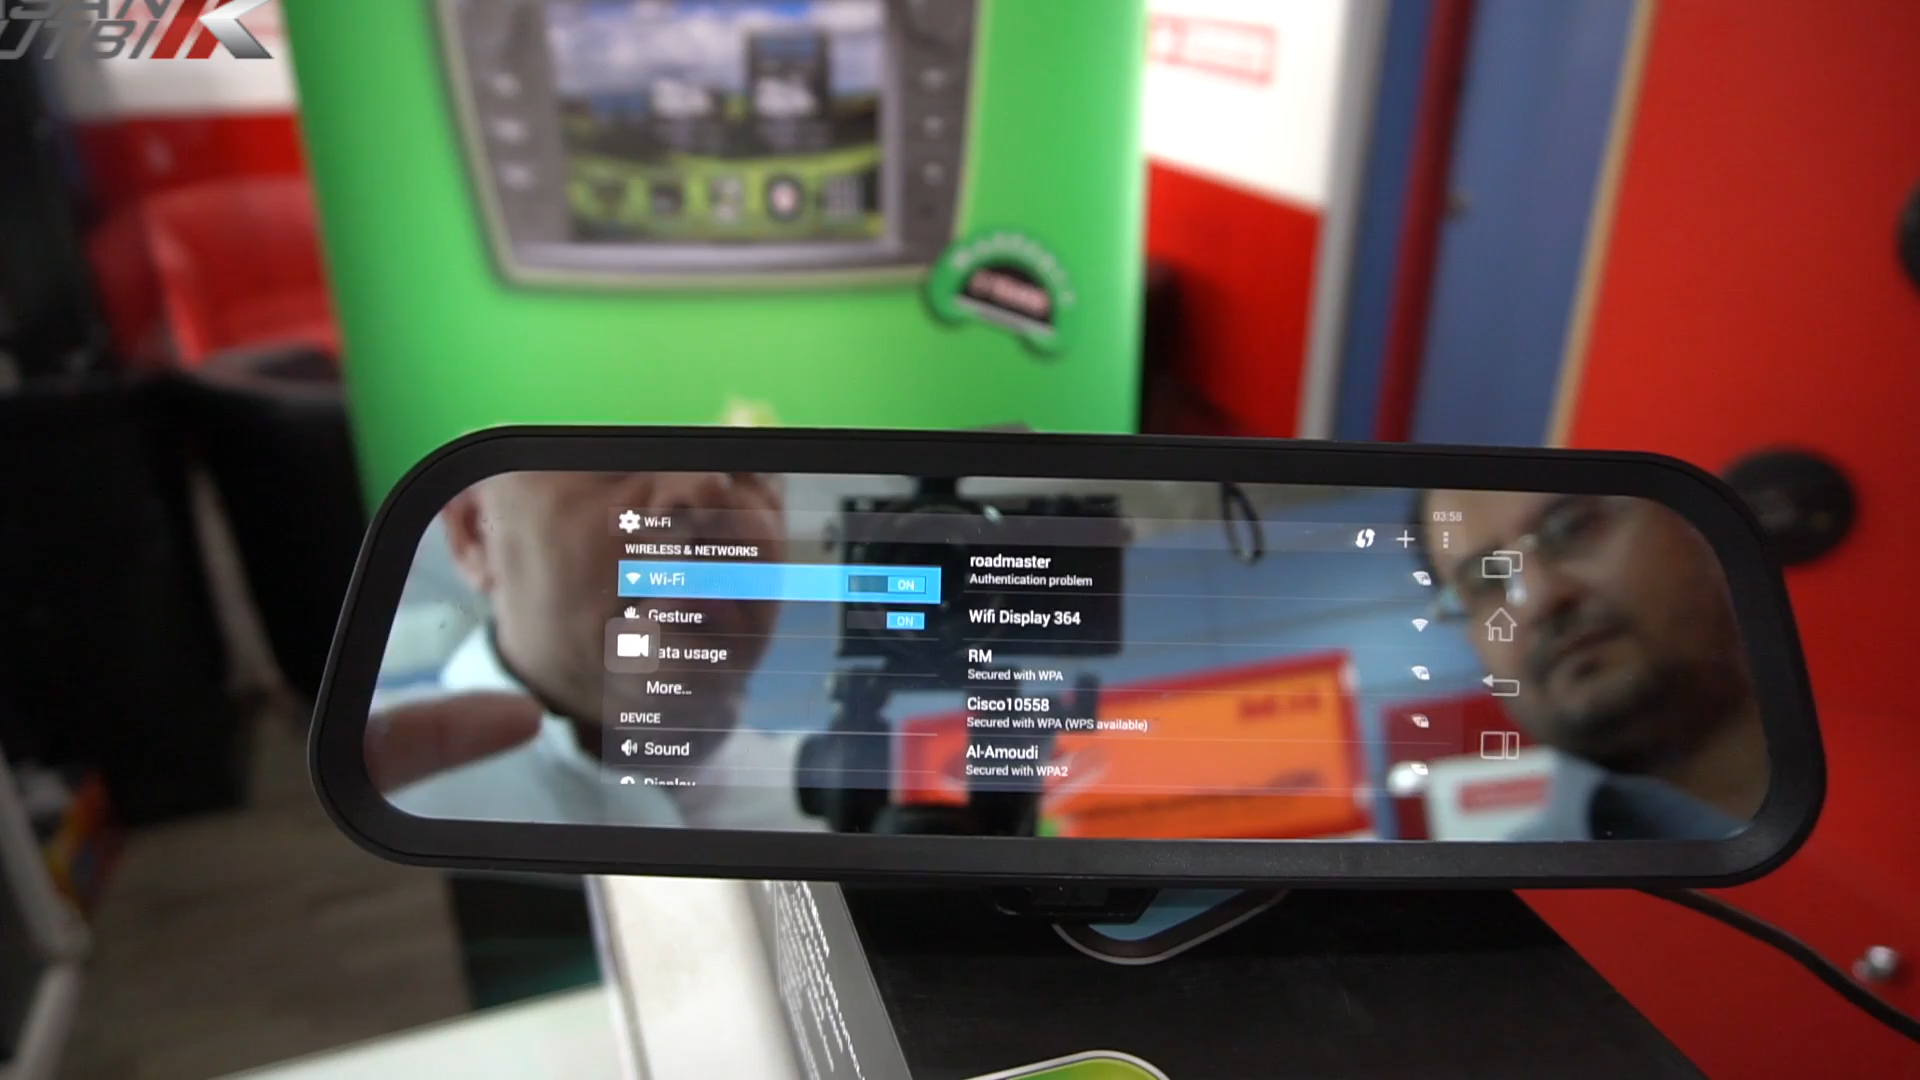 Wi-Fi
03:58
WIRELESS & NETWORKS
Wi-Fi
ON
Gesture
ON
ata usage
More...
DEVICE
Sound
Display
roadmaster
Authentication problem
Wifi Display 364
RM
Secured with WPA
Cisco10558
Secured with WPA (WPS available)
Al-Amoudi
Secured with WPA2